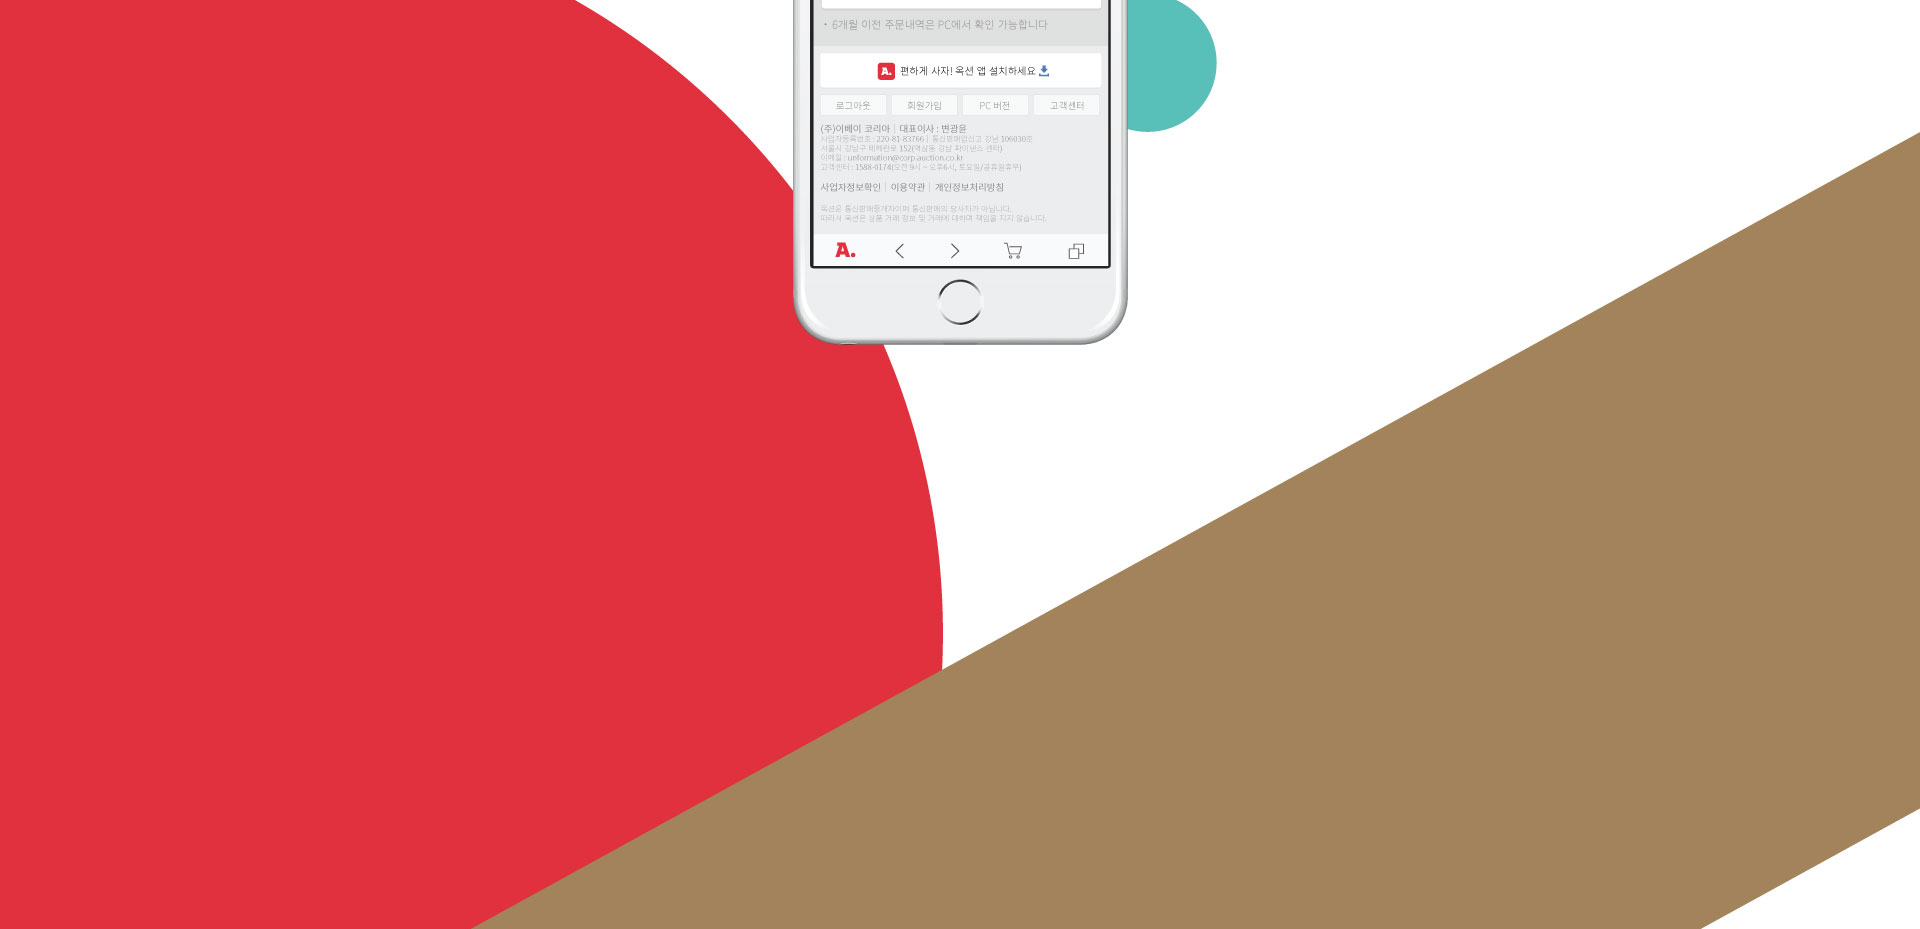 · 6개월 이전 주문내역은 PC에서 확인 가능합니다
A. 편하게 사자! 옥션 앱 설치하세요
로그아웃 회원가입 PC 버전 고객센터
(주)이베이 코리아 | 대표이사 : 변광윤
사업자등록번호 : 220-81-83766 | 통신판매업신고 강남 10603호
서울시 강남구 테헤란로 152(역삼동 강남 파이낸스 센터)
이메일 : unformation@corp.auction.co.kr
고객센터 : 1588-0174(오전 9시 ~ 오후6시, 토요일/공휴일휴무)
사업자정보확인 | 이용약관 | 개인정보처리방침
옥션은 통신판매중개자이며 통신판매의 당사자가 아닙니다.
따라서 옥션은 상품 거래 정보 및 거래에 대하여 책임을 지지 않습니다.
A.